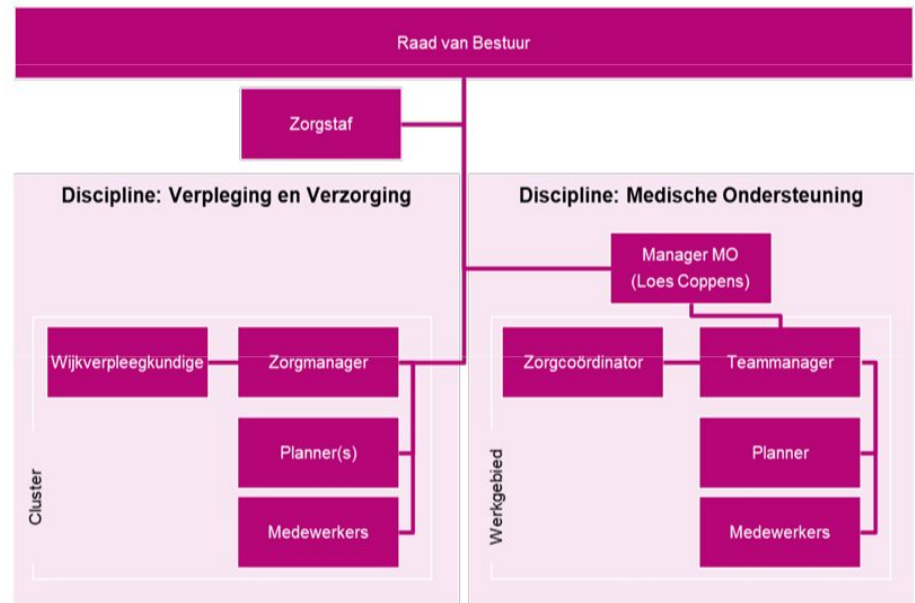 Raad van Bestuur
Zorgstaf
Discipline: Verpleging en Verzorging
Wijkverpleegkundige
Zorgmanager
Planner(s)
Medewerkers
Cluster
Discipline: Medische Ondersteuning
Manager MO
(Loes Coppens)
Zorgcoördinator
Teammanager
Planner
Medewerkers
Werkgebied